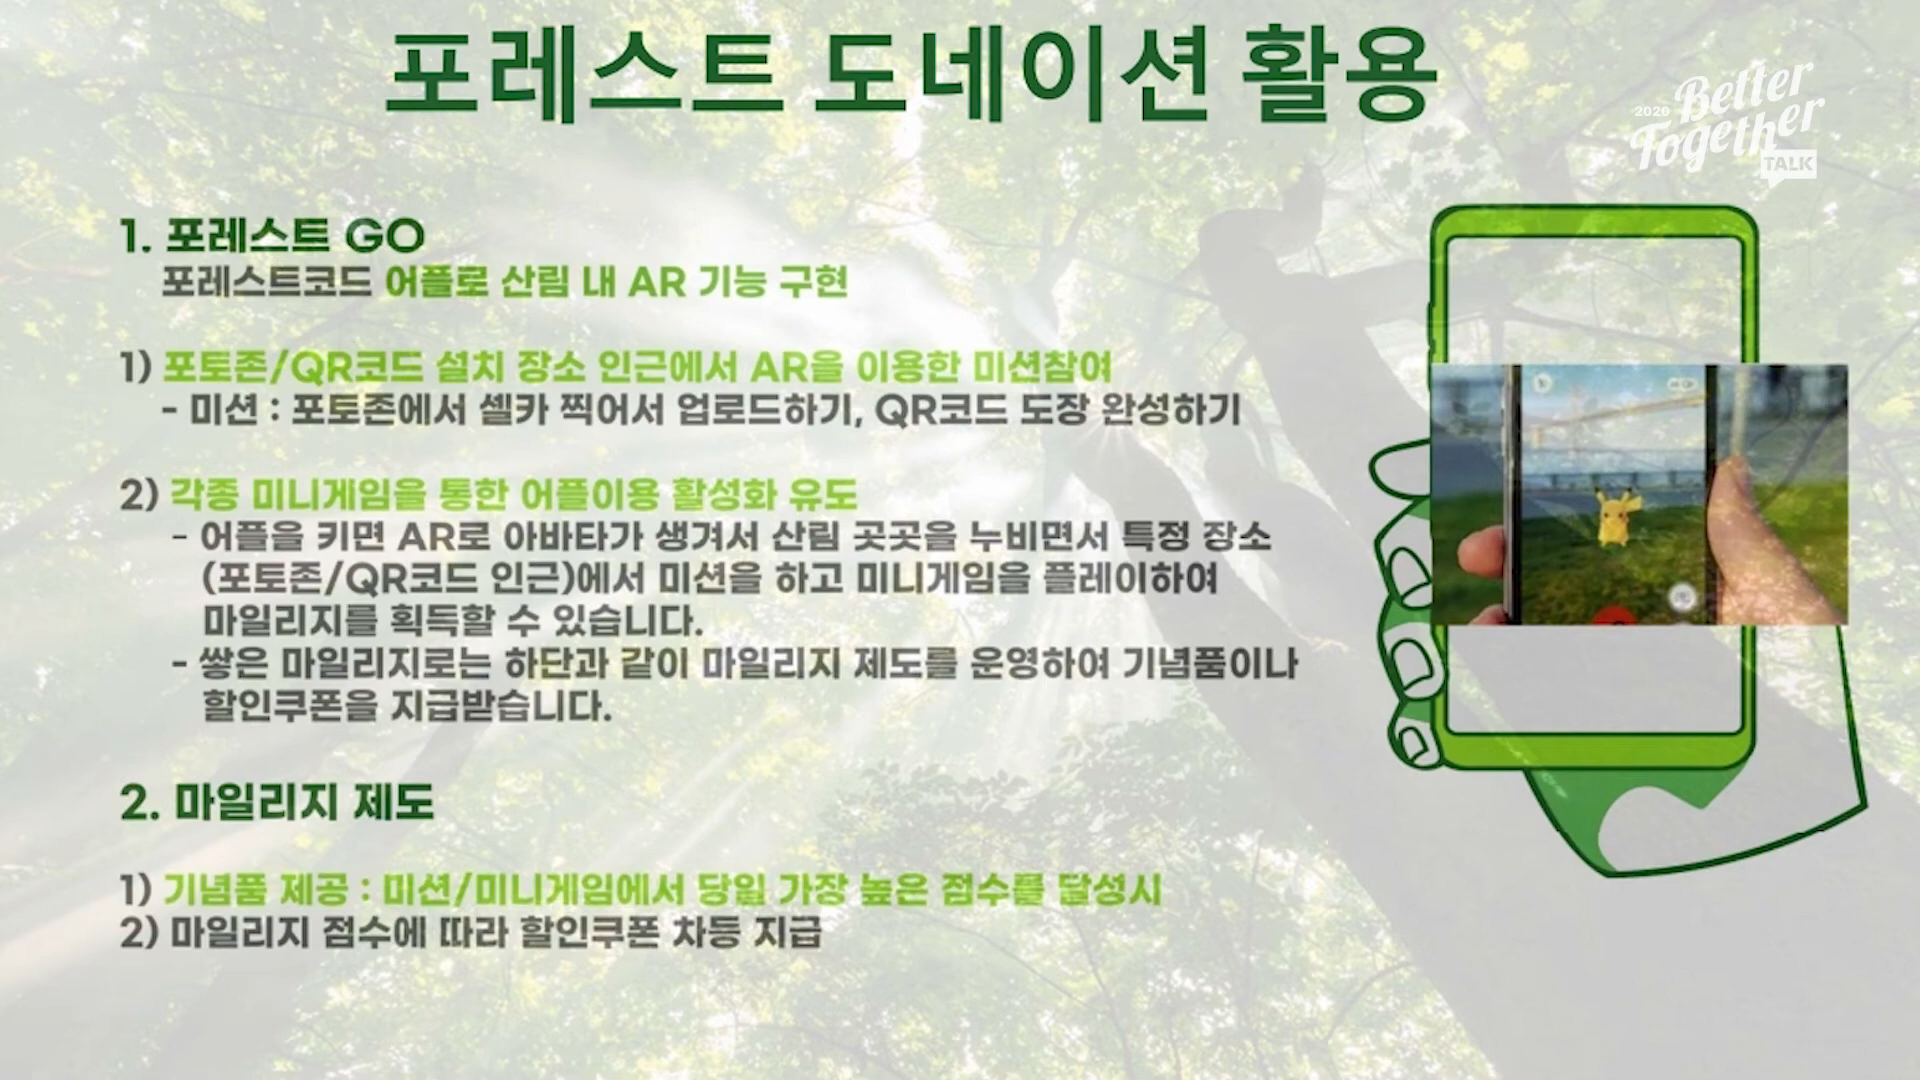 포레스트 도네이션 활용
2020 Better Together TALK
1. 포레스트 GO
포레스트코드 어플로 산림 내 AR 기능 구현
1) 포토존/QR코드 설치 장소 인근에서 AR을 이용한 미션참여
- 미션 : 포토존에서 셀카 찍어서 업로드하기, QR코드 도장 완성하기
2) 각종 미니게임을 통한 어플이용 활성화 유도
- 어플을 키면 AR로 아바타가 생겨서 산림 곳곳을 누비면서 특정 장소
(포토존/QR코드 인근)에서 미션을 하고 미니게임을 플레이하여
마일리지를 획득할 수 있습니다.
- 쌓은 마일리지로는 하단과 같이 마일리지 제도를 운영하여 기념품이나
할인쿠폰을 지급받습니다.
2. 마일리지 제도
1) 기념품 제공 : 미션/미니게임에서 당일 가장 높은 점수를 달성시
2) 마일리지 점수에 따라 할인쿠폰 차등 지급